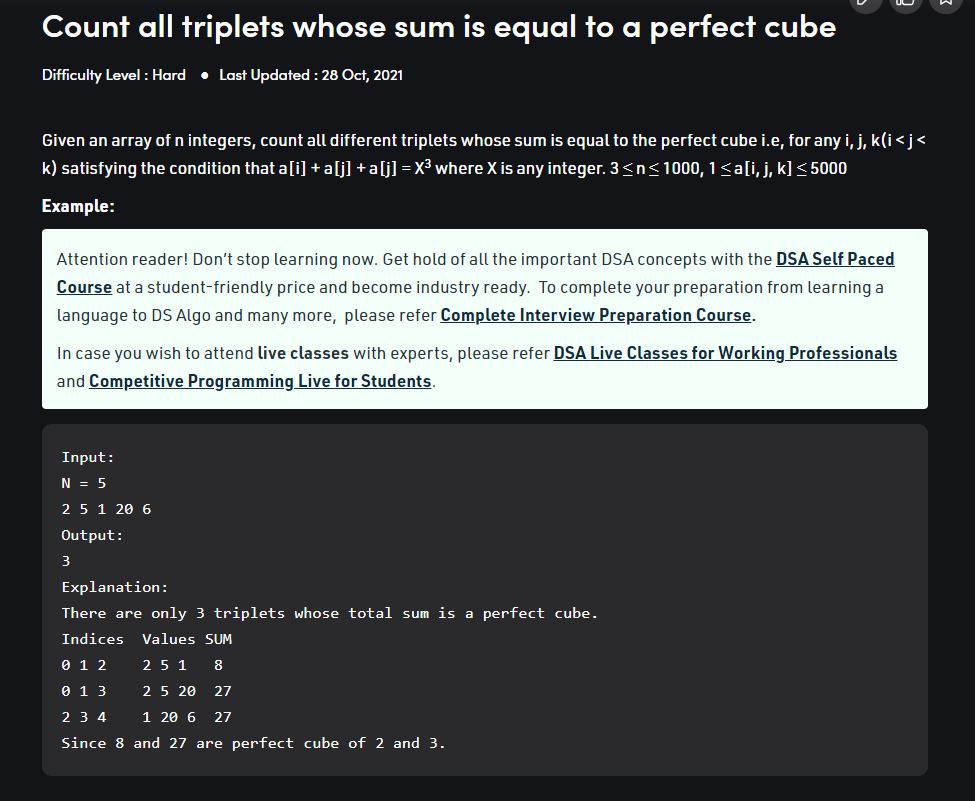 Count all triplets whose sum is equal to a perfect cube
Difficulty Level : Hard ● Last Updated : 28 Oct, 2021
Given an array of n integers, count all different triplets whose sum is equal to the perfect cube i.e, for any i, j, k(i < j <
k) satisfying the condition that a[i] + a[j] + a[j] = X³ where X is any integer. 3 ≤ n ≤ 1000, 1 ≤ a[i, j, k] ≤ 5000
Example:
Attention reader! Don’t stop learning now. Get hold of all the important DSA concepts with the DSA Self Paced
Course at a student-friendly price and become industry ready. To complete your preparation from learning a
language to DS Algo and many more, please refer Complete Interview Preparation Course.
In case you wish to attend live classes with experts, please refer DSA Live Classes for Working Professionals
and Competitive Programming Live for Students.
Input:
N = 5
2 5 1 20 6
Output:
3
Explanation:
There are only 3 triplets whose total sum is a perfect cube.
Indices  Values SUM
0 1 2    2 5 1   8
0 1 3    2 5 20  27
2 3 4    1 20 6  27
Since 8 and 27 are perfect cube of 2 and 3.